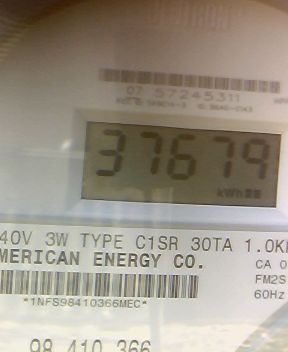 07 57245311
37679
kWh
40V 3W TYPE C1SR 30TA 1.0K
MERICAN ENERGY CO.
CA 0
FM2S
*1NFS98410366MEC*
60Hz
98 410 366